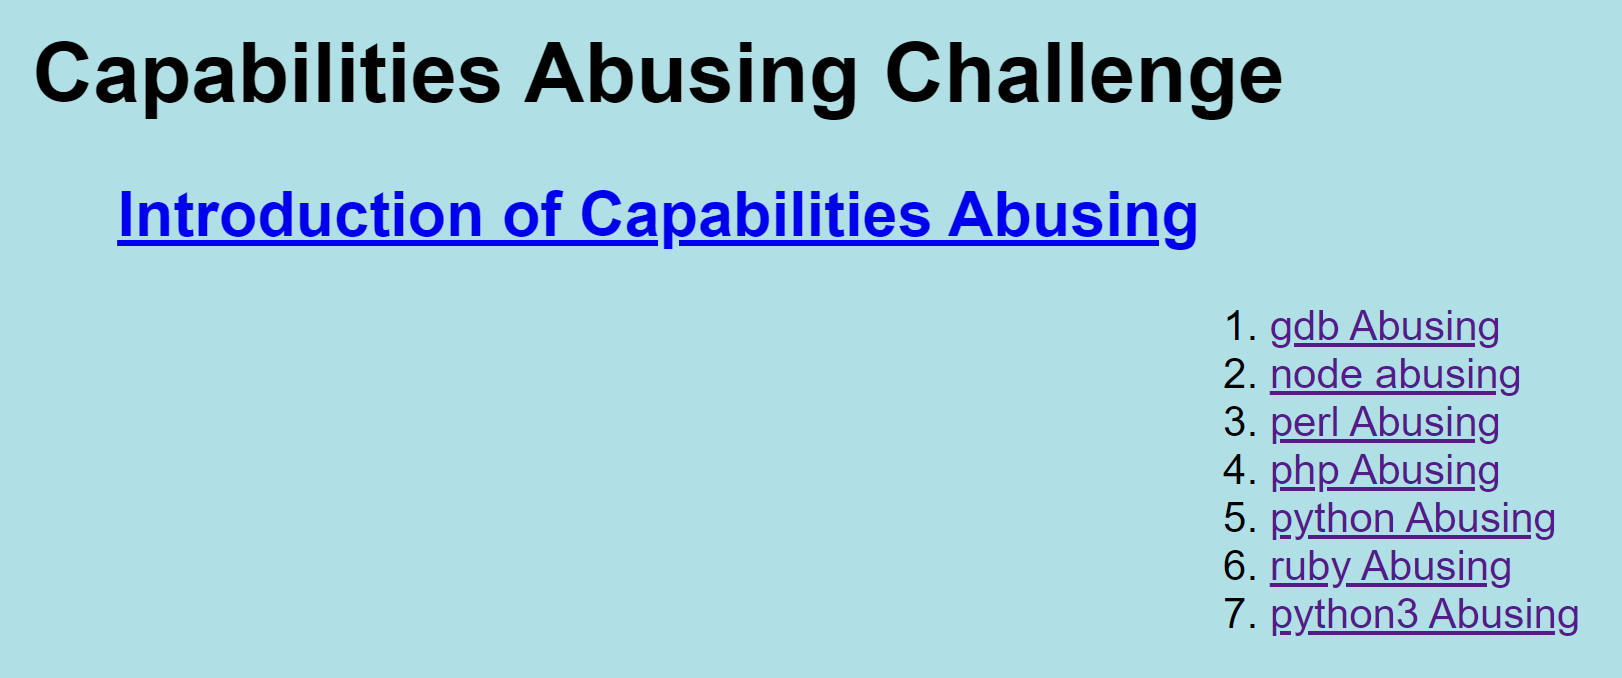 Capabilities Abusing Challenge
Introduction of Capabilities Abusing
1. gdb Abusing
2. node abusing
3. perl Abusing
4. php Abusing
5. python Abusing
6. ruby Abusing
7. python3 Abusing